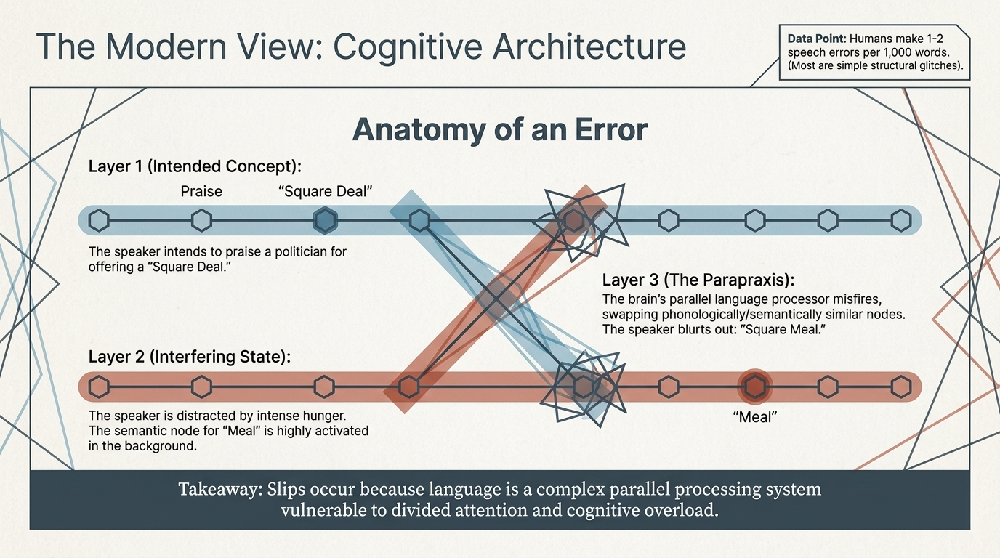 The Modern View: Cognitive Architecture
Data Point: Humans make 1-2
speech errors per 1,000 words.
(Most are simple structural glitches).
Anatomy of an Error
Layer 1 (Intended Concept):
Praise
“Square Deal”
The speaker intends to praise a politician for
offering a “Square Deal.”
Layer 3 (The Parapraxis):
The brain’s parallel language processor misfires,
swapping phonologically/semantically similar nodes.
The speaker blurts out: “Square Meal.”
Layer 2 (Interfering State):
The speaker is distracted by intense hunger.
The semantic node for “Meal” is highly activated
in the background.
“Meal”
Takeaway: Slips occur because language is a complex parallel processing system
vulnerable to divided attention and cognitive overload.